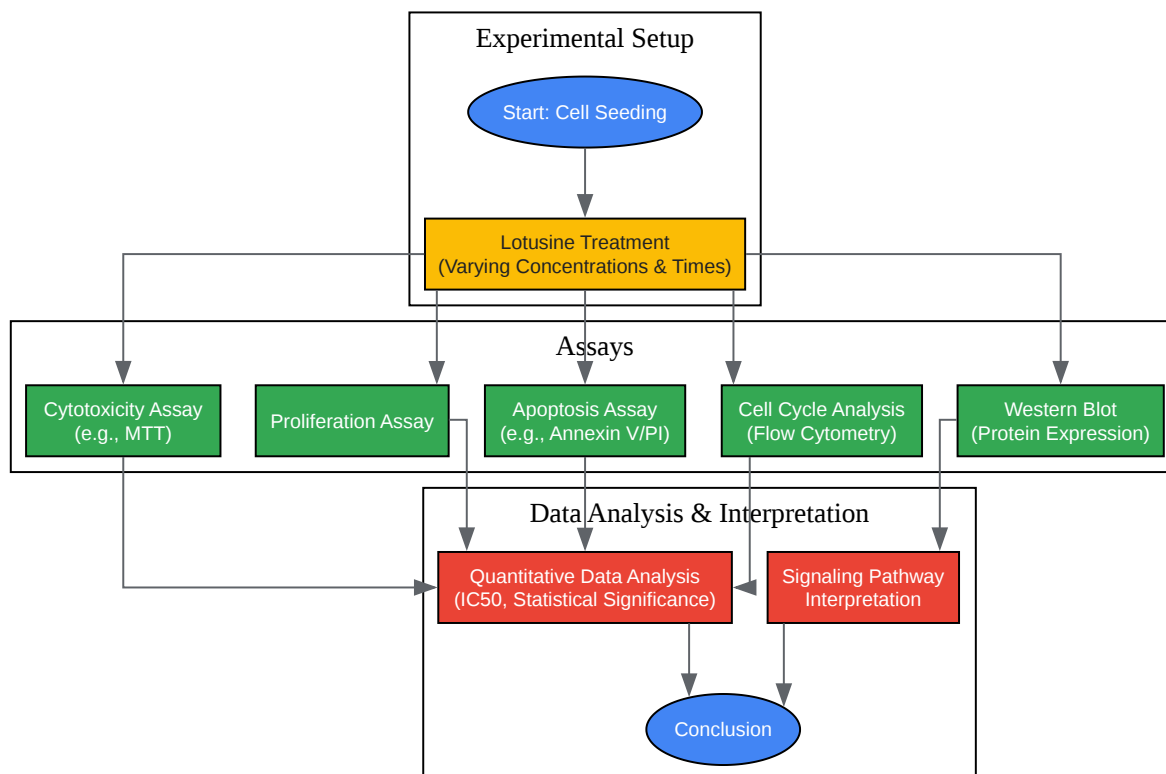 Experimental Setup
Start: Cell Seeding
Lotusine Treatment
(Varying Concentrations & Times)
Assays
Cytotoxicity Assay
(e.g., MTT)
Proliferation Assay
Apoptosis Assay
(e.g., Annexin V/PI)
Cell Cycle Analysis
(Flow Cytometry)
Western Blot
(Protein Expression)
Data Analysis & Interpretation
Quantitative Data Analysis
(IC50, Statistical Significance)
Signaling Pathway
Interpretation
Conclusion